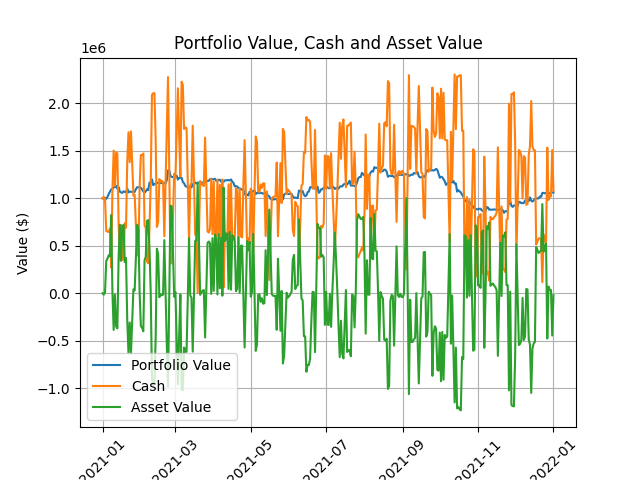 Portfolio Value, Cash and Asset Value
1e6
2.0
1.5
1.0
0.5
0.0
−0.5
−1.0
Value ($)
Portfolio Value
Cash
Asset Value
2021-01
2021-03
2021-05
2021-07
2021-09
2021-11
2022-01